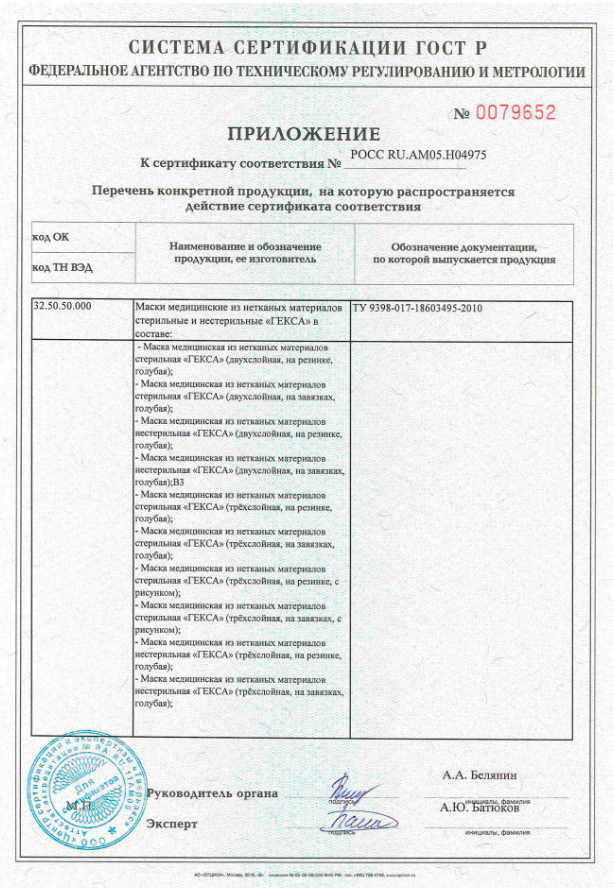 СИСТЕМА СЕРТИФИКАЦИИ ГОСТ Р
ФЕДЕРАЛЬНОЕ АГЕНТСТВО ПО ТЕХНИЧЕСКОМУ РЕГУЛИРОВАНИЮ И МЕТРОЛОГИИ
№ 0079652
ПРИЛОЖЕНИЕ
К сертификату соответствия № РОСС RU.АМ05.Н04975
Перечень конкретной продукции, на которую распространяется
действие сертификата соответствия
код ОК
код ТН ВЭД
Наименование и обозначение
продукции, ее изготовитель
Обозначение документации,
по которой выпускается продукция
32.50.50.000
Маски медицинские из нетканых материалов
стерильные и нестерильные «ГЕКСА» в
составе:
ТУ 9398-017-18603495-2010
- Маска медицинская из нетканых материалов
стерильная «ГЕКСА» (двухслойная, на резинке,
голубая);
- Маска медицинская из нетканых материалов
стерильная «ГЕКСА» (двухслойная, на завязках,
голубая);
- Маска медицинская из нетканых материалов
нестерильная «ГЕКСА» (двухслойная, на резинке,
голубая);
- Маска медицинская из нетканых материалов
нестерильная «ГЕКСА» (двухслойная, на завязках,
голубая);ВЗ
- Маска медицинская из нетканых материалов
стерильная «ГЕКСА» (трёхслойная, на резинке,
голубая);
- Маска медицинская из нетканых материалов
стерильная «ГЕКСА» (трёхслойная, на завязках,
голубая);
- Маска медицинская из нетканых материалов
стерильная «ГЕКСА» (трёхслойная, на резинке, с
рисунком);
- Маска медицинская из нетканых материалов
стерильная «ГЕКСА» (трёхслойная, на завязках, с
рисунком);
- Маска медицинская из нетканых материалов
нестерильная «ГЕКСА» (трёхслойная, на резинке,
голубая);
- Маска медицинская из нетканых материалов
нестерильная «ГЕКСА» (трёхслойная, на завязках,
голубая);
Для
сертификатов
М.П.
Руководитель органа
подпись
А.А. Белянин
инициалы, фамилия
Эксперт
подпись
А.Ю. Батюков
инициалы, фамилия